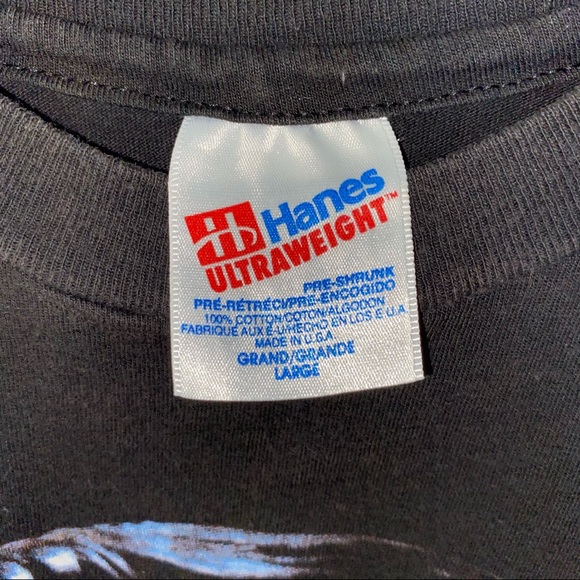 Hanes
ULTRAWEIGHT™
PRE-SHRUNK
PRÉ-RÉTRÉCI/PRE-ENCOGIDO
100% COTTON/COTON/ALGODON
FABRIQUÉ AUX É-U/HECHO EN LOS E.U.A.
MADE IN U.S.A.
GRAND/GRANDE
LARGE